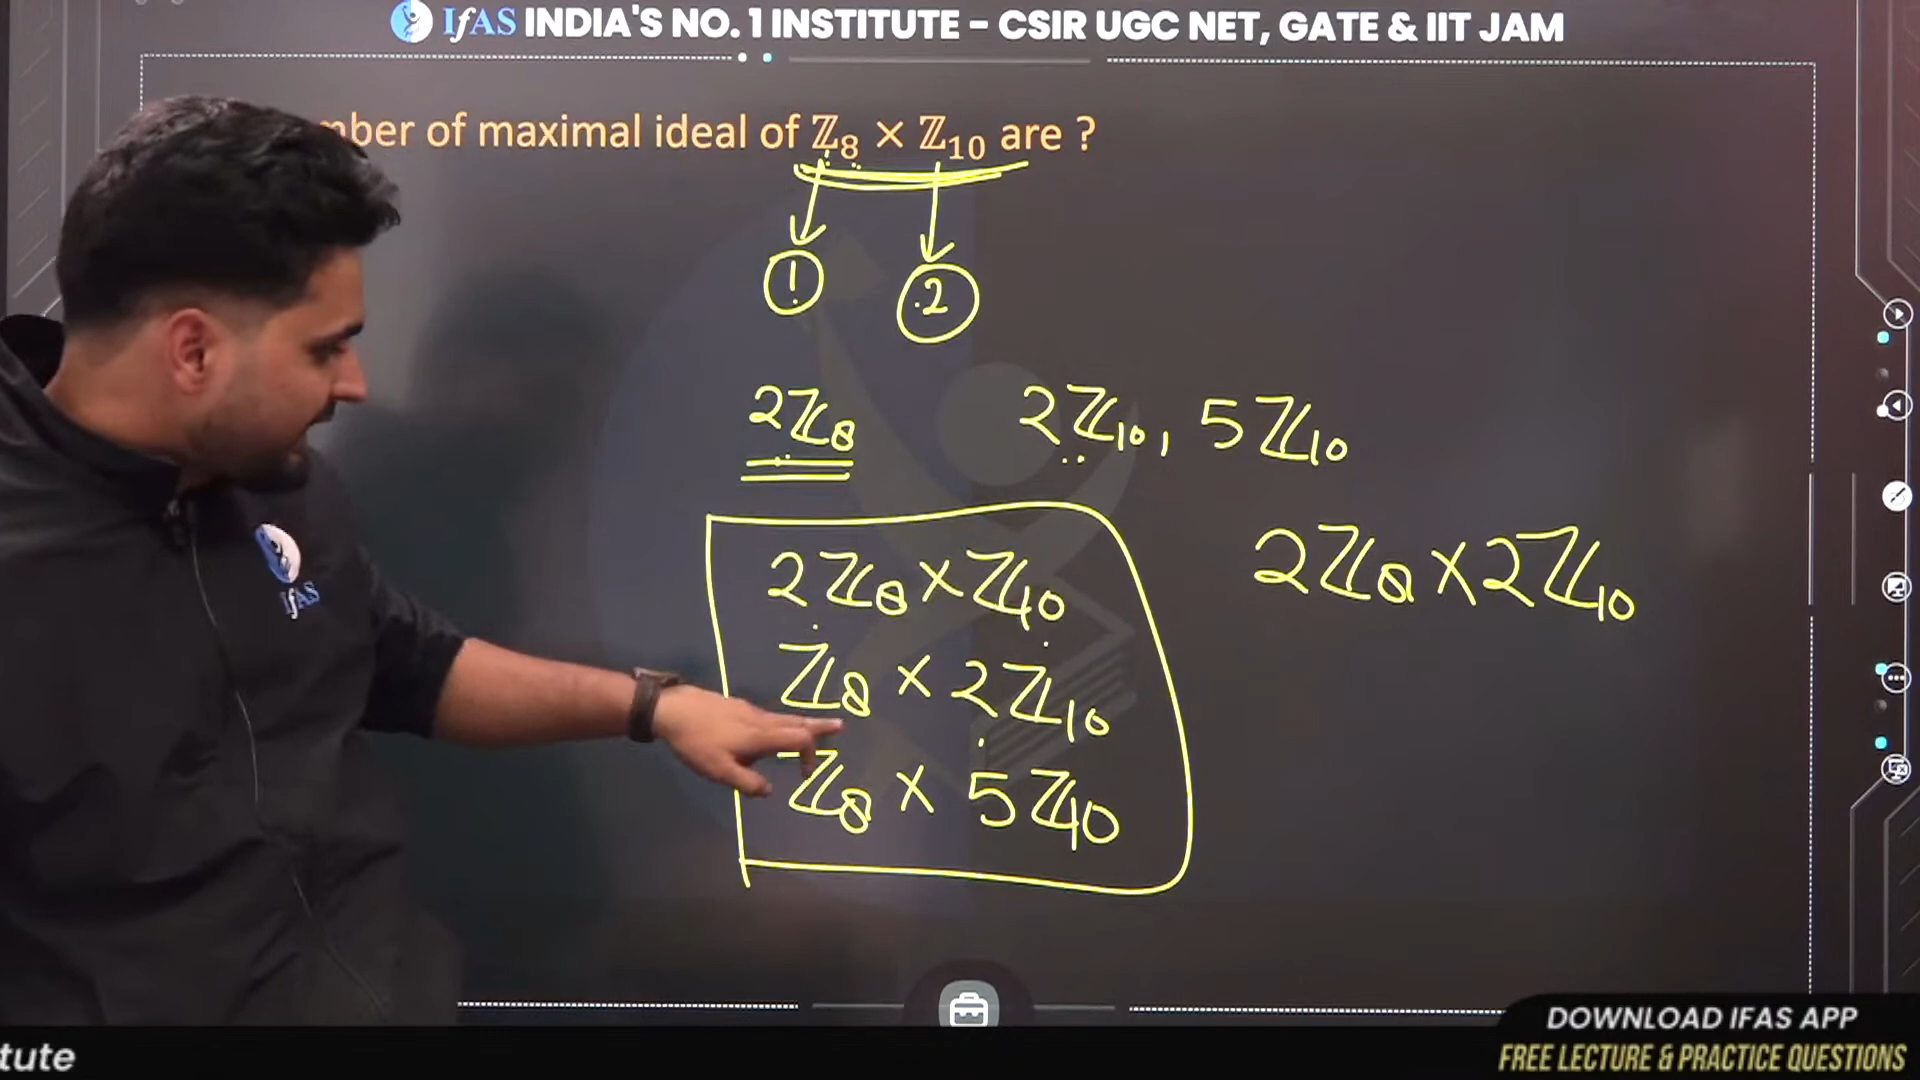 IfAS INDIA'S NO. 1 INSTITUTE - CSIR UGC NET, GATE & IIT JAM
mber of maximal ideal of ℤ₈ × ℤ₁₀ are ?
1 2
2ℤ₈ 2ℤ₁₀, 5ℤ₁₀
2ℤ₈ × ℤ₁₀ 2ℤ₈ × 2ℤ₁₀
ℤ₈ × 2ℤ₁₀
ℤ₈ × 5ℤ₁₀
IfAS
DOWNLOAD IFAS APP
tute
FREE LECTURE & PRACTICE QUESTIONS